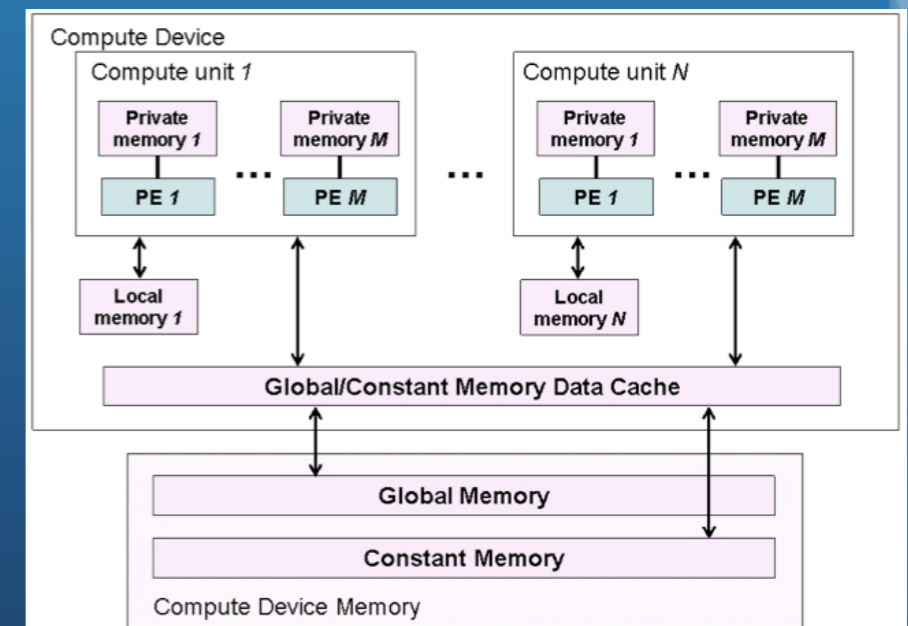 Compute Device
Compute unit 1
Compute unit N
Private
memory 1
Private
memory M
Private
memory 1
Private
memory M
...
...
...
PE 1
PE M
PE 1
PE M
Local
memory 1
Local
memory N
Global/Constant Memory Data Cache
Global Memory
Constant Memory
Compute Device Memory